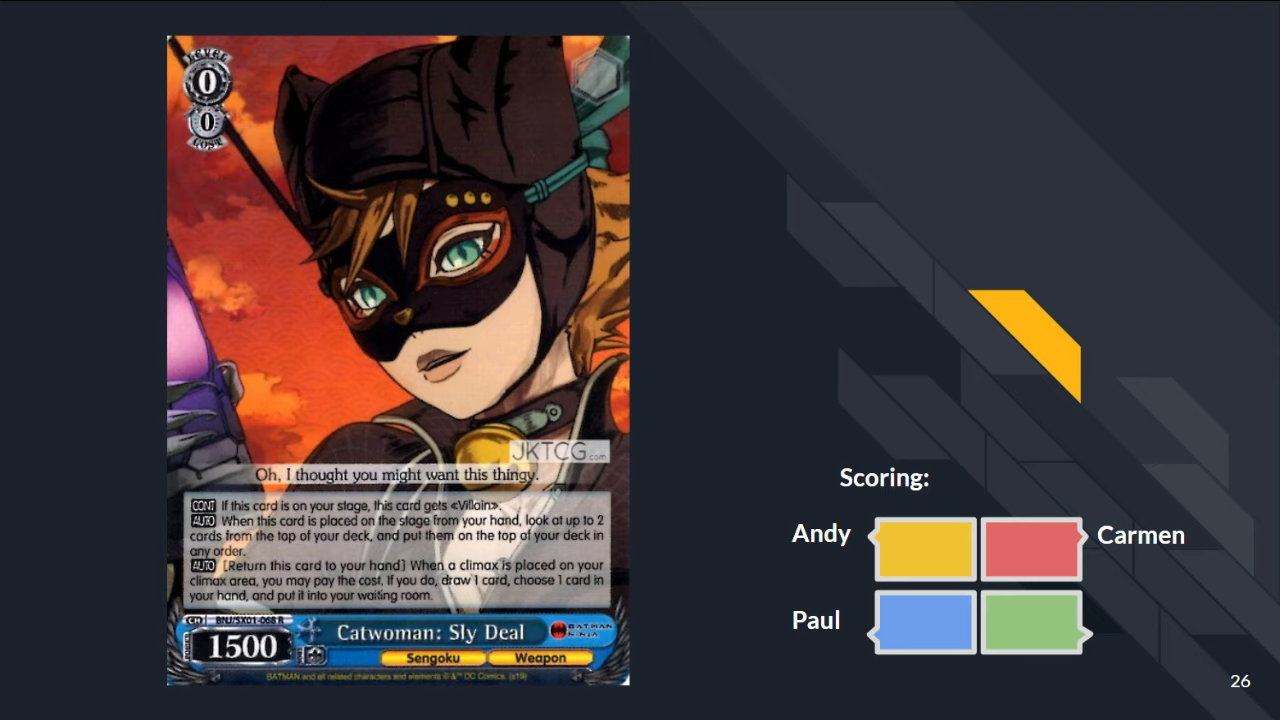 LEVEL
0
0
COST
JKTCG.com
Oh, I thought you might want this thingy.
CONT If this card is on your stage, this card gets «Villain».
AUTO When this card is placed on the stage from your hand, look at up to 2
cards from the top of your deck, and put them on the top of your deck in
any order.
AUTO [Return this card to your hand] When a climax is placed on your
climax area, you may pay the cost. If you do, draw 1 card, choose 1 card in
your hand, and put it into your waiting room.
BNJ/SX01-068 R
1500
Catwoman: Sly Deal
BATMAN
NINJA
Sengoku
Weapon
BATMAN and all related characters and elements © & ™ DC Comics. (s19)
Scoring:
Andy
Carmen
Paul
26